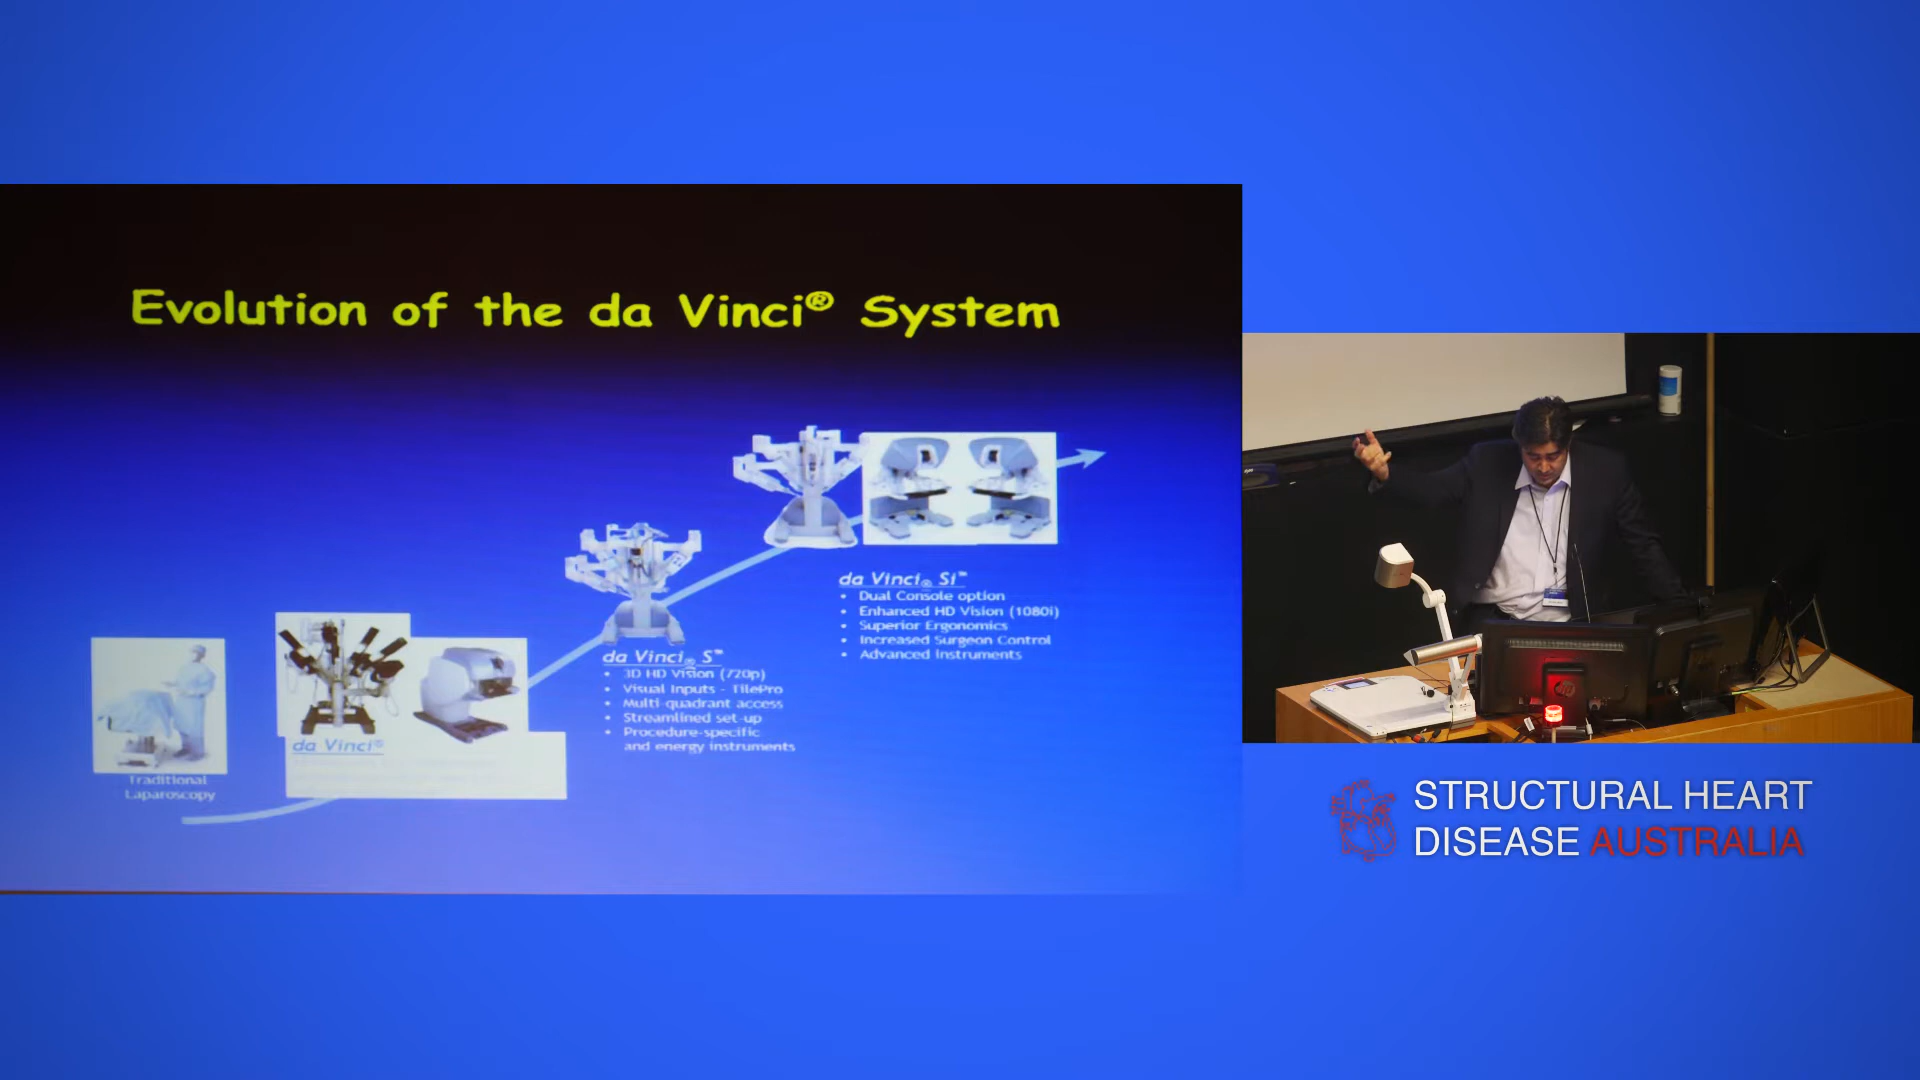 Evolution of the da Vinci® System
da Vinci® Si™
• Dual Console option
• Enhanced HD Vision (1080i)
• Superior Ergonomics
• Increased Surgeon Control
• Advanced Instruments
da Vinci® S™
• 3D HD Vision (720p)
• Visual Inputs - TilePro
• Multi-quadrant access
• Streamlined set-up
• Procedure-specific
and energy instruments
da Vinci®
Traditional
Laparoscopy
STRUCTURAL HEART
DISEASE AUSTRALIA